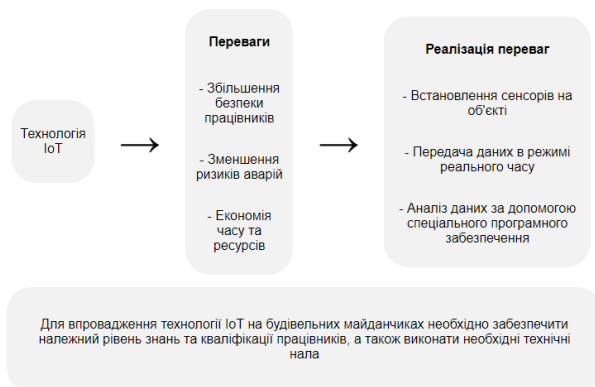 Технологія
IoT
Переваги
- Збільшення
безпеки
працівників
- Зменшення
ризиків аварій
- Економія
часу та
ресурсів
Реалізація переваг
- Встановлення сенсорів на
об'єкті
- Передача даних в режимі
реального часу
- Аналіз даних за допомогою
спеціального програмного
забезпечення
Для впровадження технології IoT на будівельних майданчиках необхідно забезпечити
належний рівень знань та кваліфікації працівників, а також виконати необхідні технічні
нала